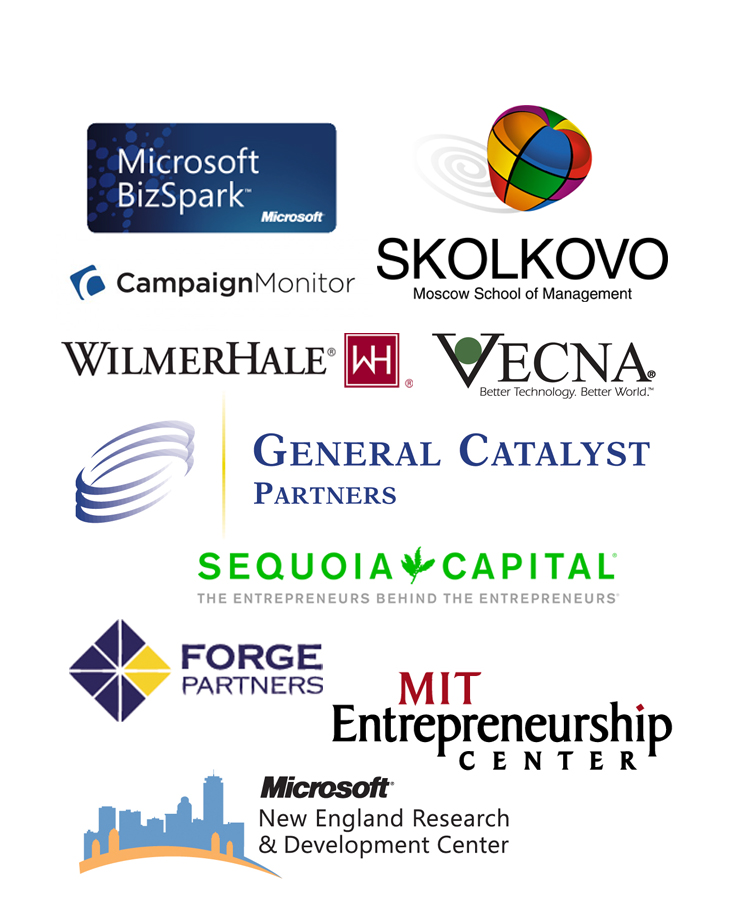 Microsoft
BizSpark™
Microsoft®
SKOLKOVO
Moscow School of Management
CampaignMonitor
WILMERHALE® WH®
VECNA®
Better Technology. Better World.™
GENERAL CATALYST
PARTNERS
SEQUOIA CAPITAL®
THE ENTREPRENEURS BEHIND THE ENTREPRENEURS®
FORGE
PARTNERS
MIT
Entrepreneurship
CENTER
Microsoft®
New England Research
& Development Center